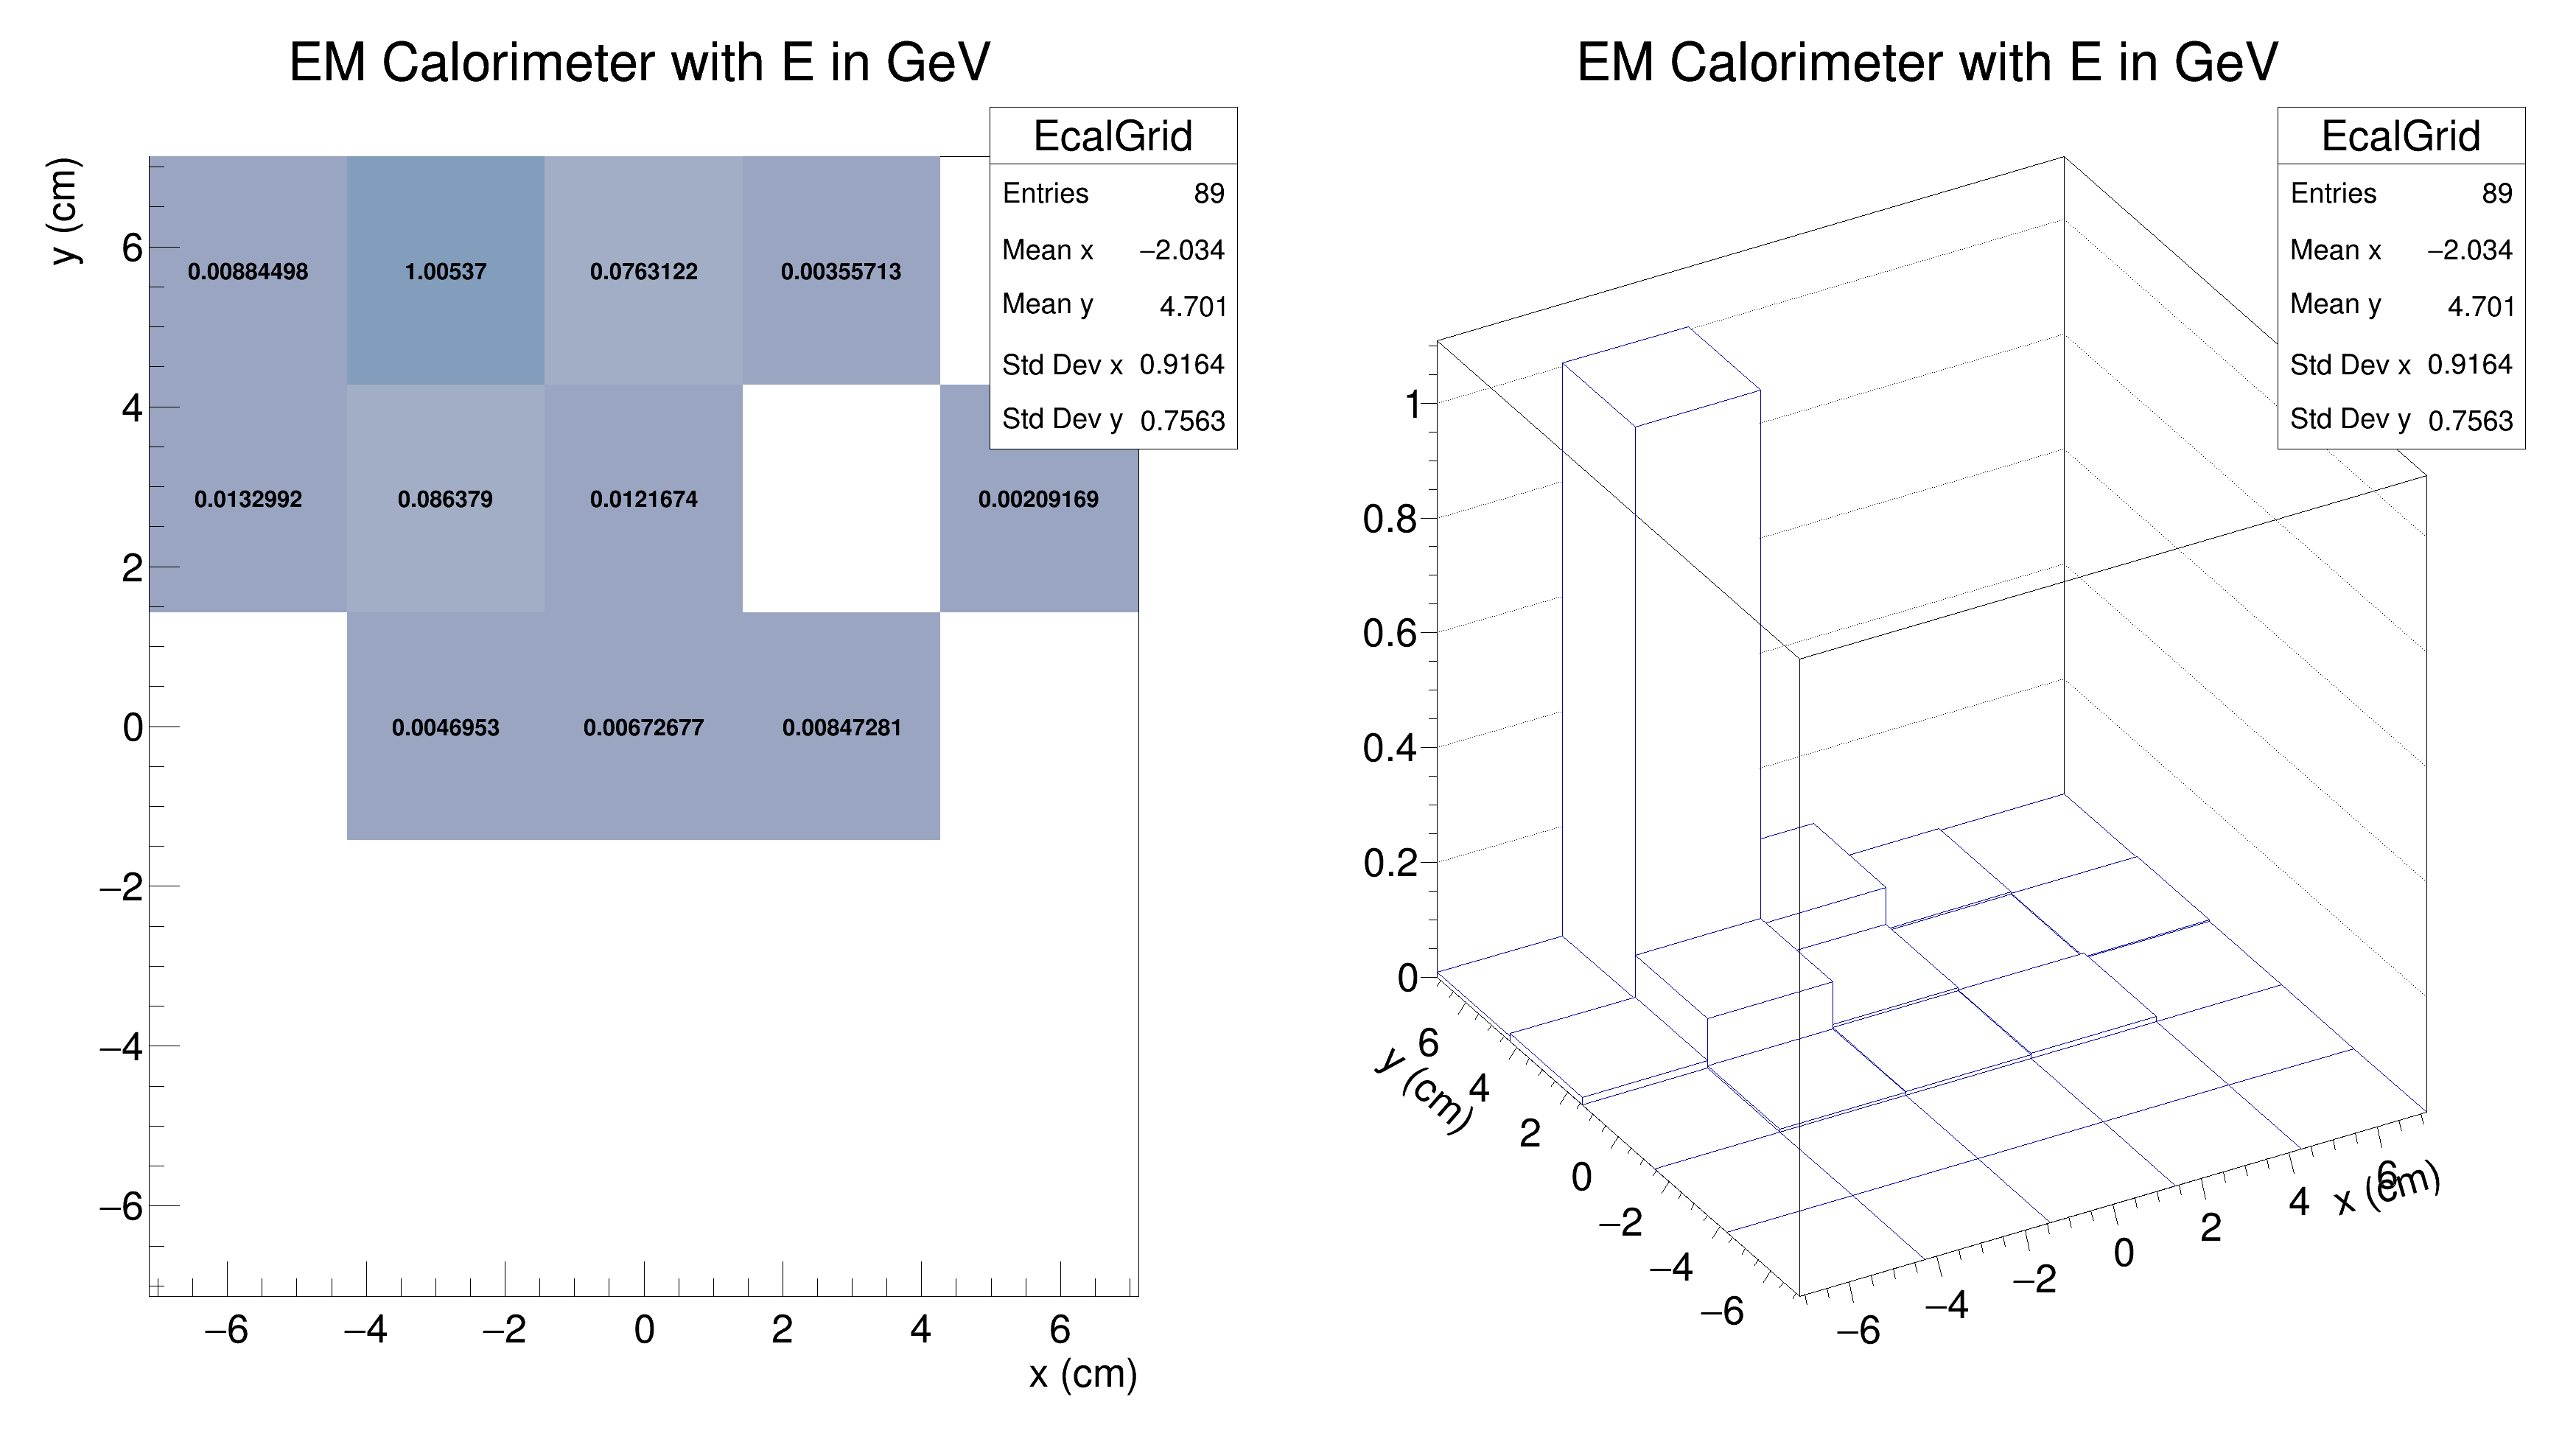 EM Calorimeter with E in GeV
EcalGrid
Entries 89
Mean x −2.034
Mean y 4.701
Std Dev x 0.9164
Std Dev y 0.7563
y (cm)
6
4
2
0
−2
−4
−6
0.00884498 1.00537 0.0763122 0.00355713
0.0132992 0.086379 0.0121674 0.00209169
0.0046953 0.00672677 0.00847281
−6 −4 −2 0 2 4 6
x (cm)
EM Calorimeter with E in GeV
EcalGrid
Entries 89
Mean x −2.034
Mean y 4.701
Std Dev x 0.9164
Std Dev y 0.7563
1
0.8
0.6
0.4
0.2
0
6
4
2
0
−2
−4
−6
y (cm)
−6
−4
−2
0
2
4
6
x (cm)